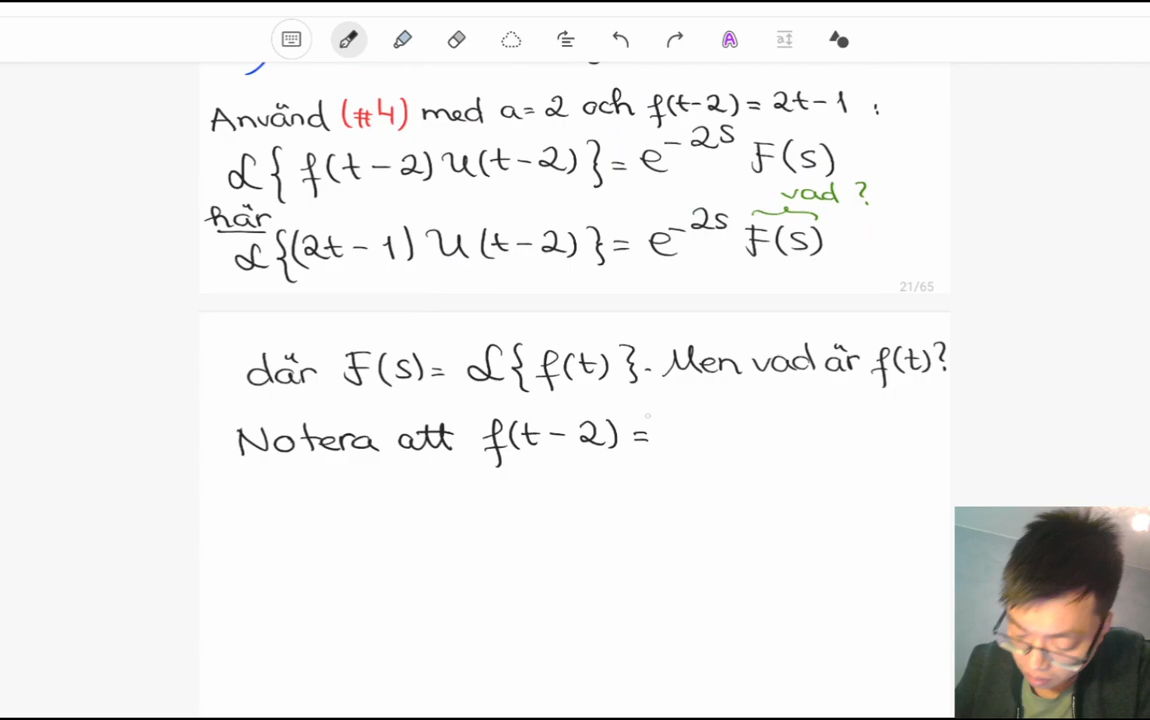 Använd (#4) med a=2 och f(t-2)= 2t-1 :
ℒ{ f(t-2) U(t-2)}= e^-2s F(s)
vad ?
här
ℒ{(2t-1) U(t-2)}= e^-2s F(s)
21/65
där F(s)= ℒ{f(t)}. Men vad är f(t)?
Notera att f(t-2) =